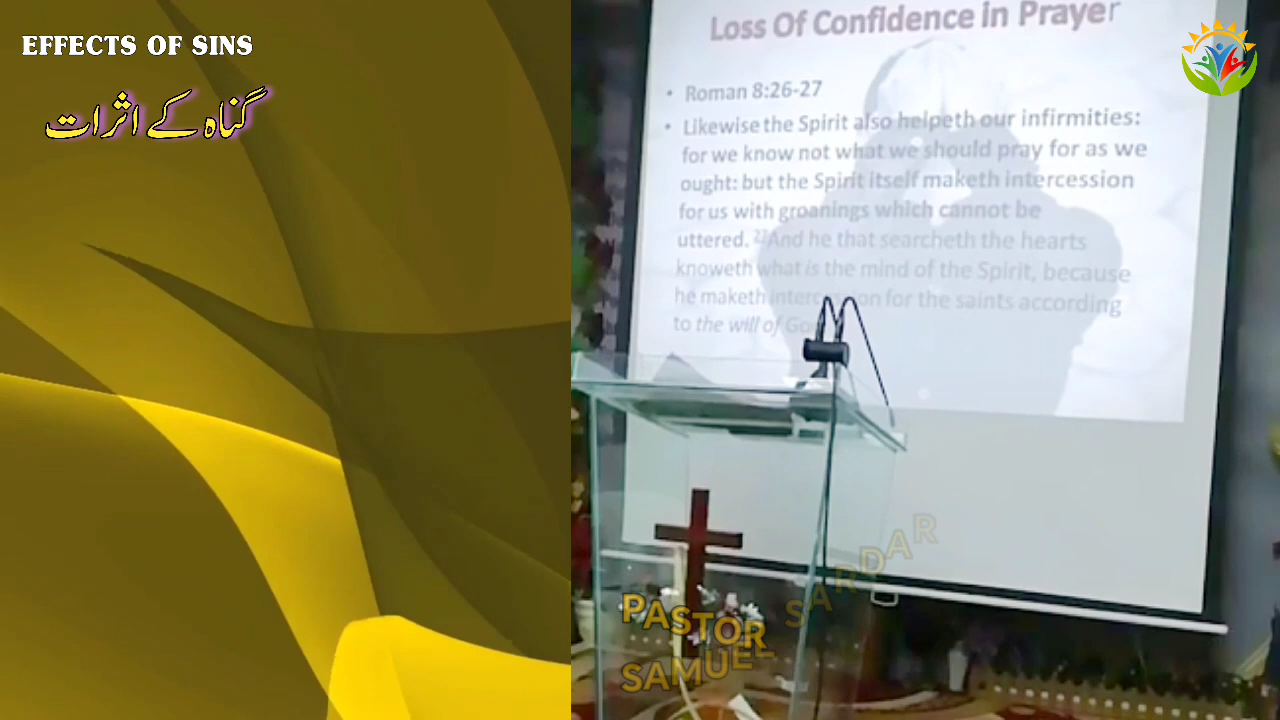 EFFECTS OF SINS
گناہ کے اثرات
Loss Of Confidence in Prayer
• Roman 8:26-27
• Likewise the Spirit also helpeth our infirmities:
for we know not what we should pray for as we
ought: but the Spirit itself maketh intercession
for us with groanings which cannot be
uttered. 27And he that searcheth the hearts
knoweth what is the mind of the Spirit, because
he maketh intercession for the saints according
to the will of God
PASTOR
SAMUEL SARDAR